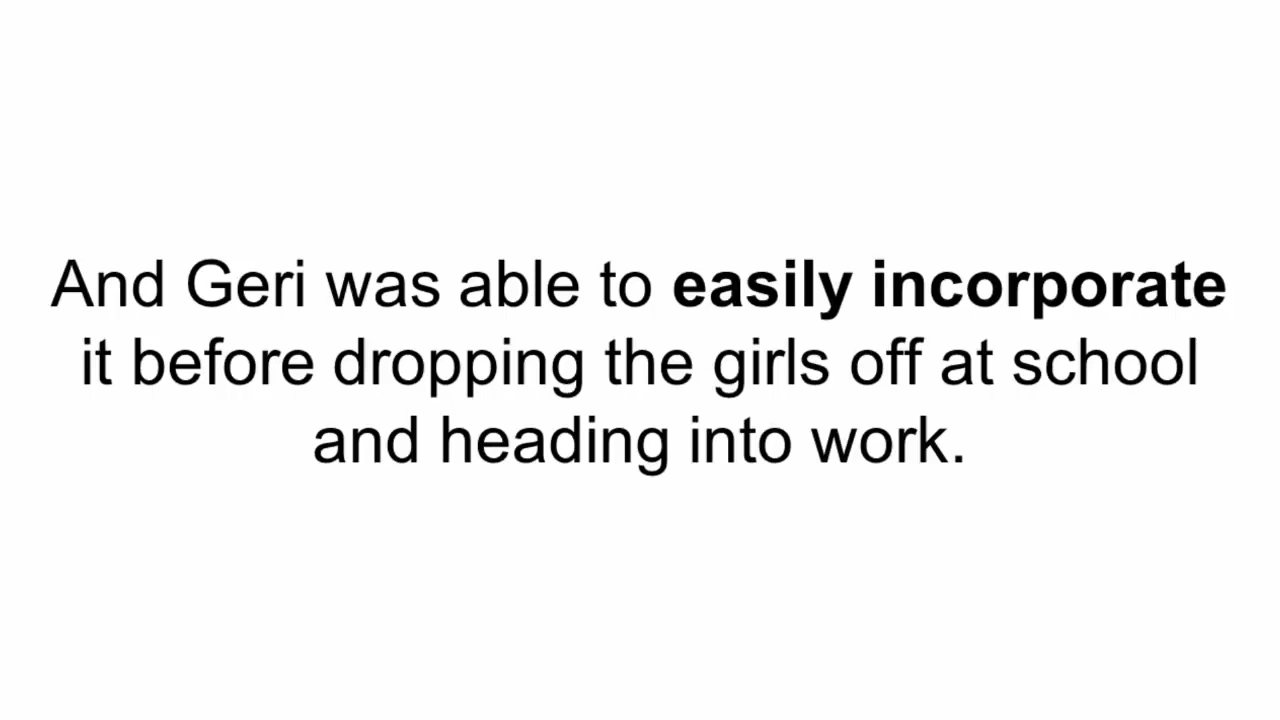 And Geri was able to easily incorporate
it before dropping the girls off at school
and heading into work.